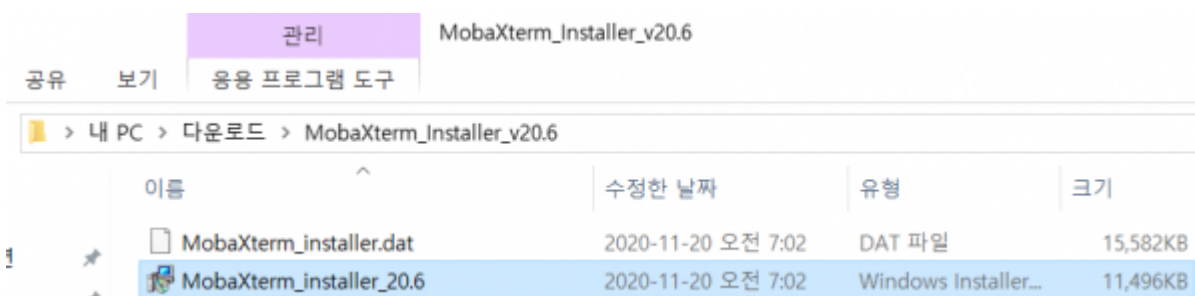 관리 MobaXterm_Installer_v20.6
공유 보기 응용 프로그램 도구
> 내 PC > 다운로드 > MobaXterm_Installer_v20.6
이름 수정한 날짜 유형 크기
MobaXterm_installer.dat 2020-11-20 오전 7:02 DAT 파일 15,582KB
MobaXterm_installer_20.6 2020-11-20 오전 7:02 Windows Installer... 11,496KB